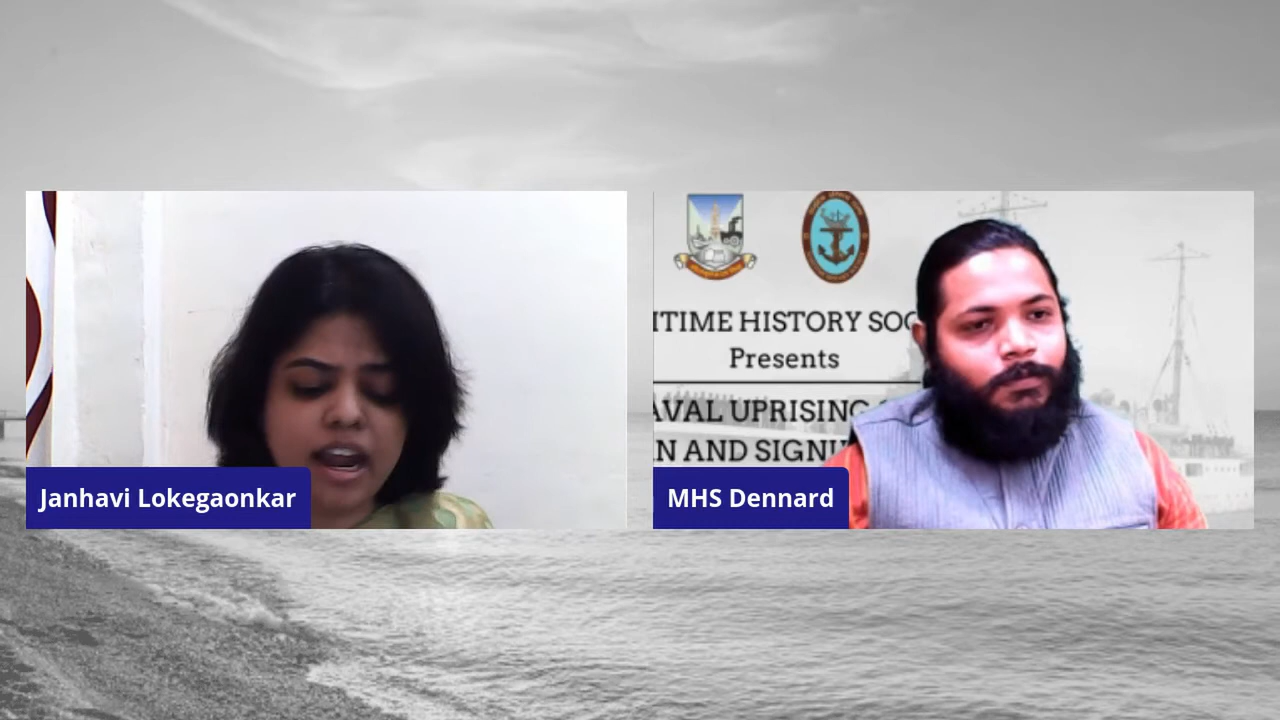 ITIME HISTORY SOC
Presents
AVAL UPRISING
N AND SIGNI
Janhavi Lokegaonkar
MHS Dennard